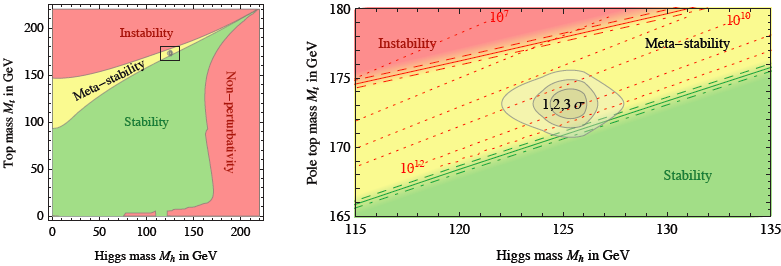 Instability
Meta-stability
Stability
Non-perturbativity
200
150
100
50
0
0
50
100
150
200
Top mass Mt in GeV
Higgs mass Mh in GeV
180
175
170
165
115
120
125
130
135
10^7
10^10
Instability
Meta-stability
1,2,3 σ
10^12
Stability
Pole top mass Mt in GeV
Higgs mass Mh in GeV